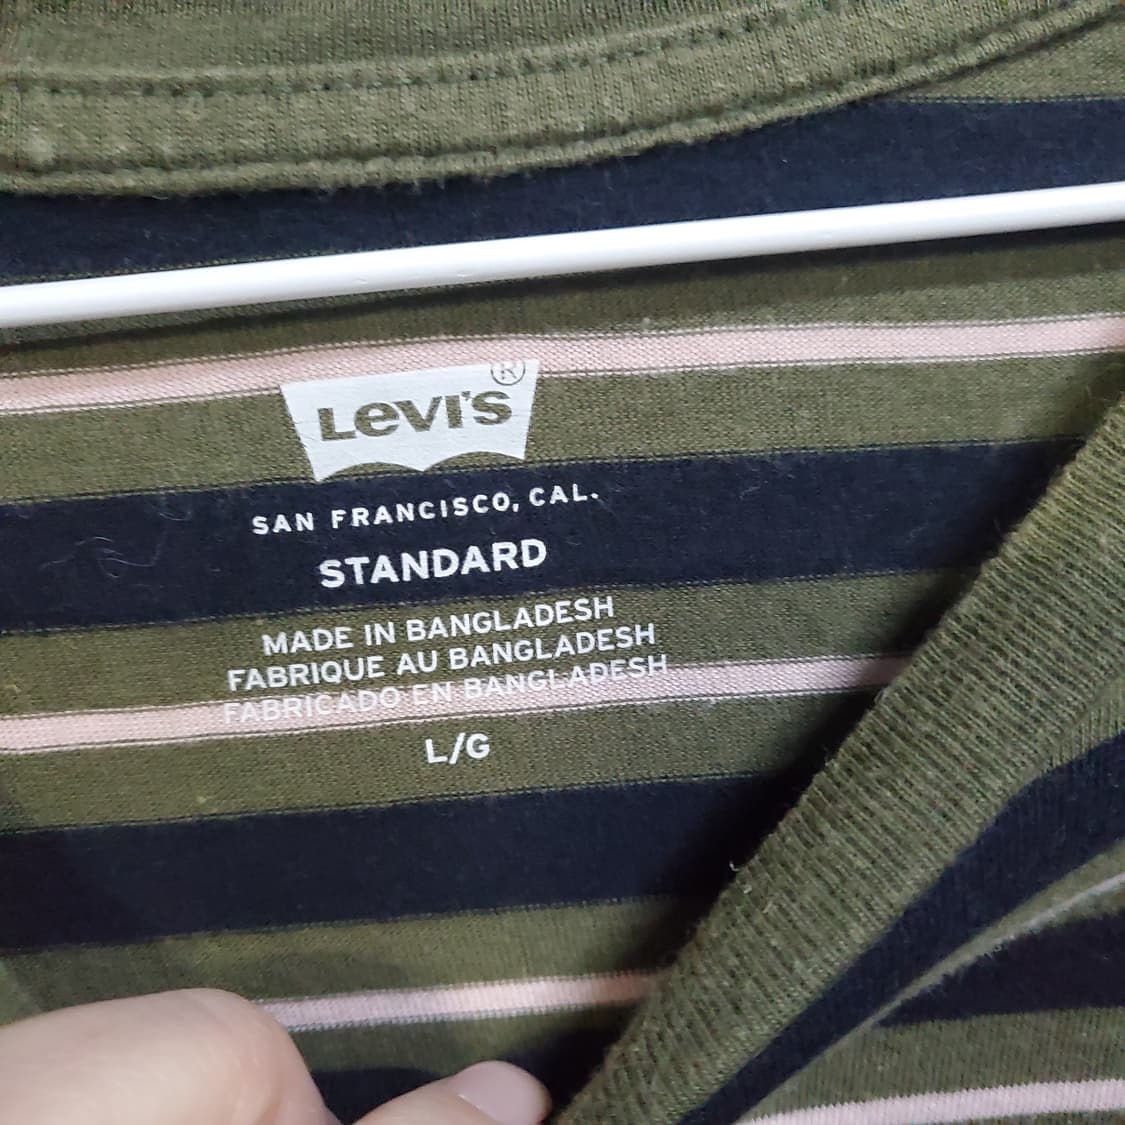 LEVI'S ®
SAN FRANCISCO, CAL.
STANDARD
MADE IN BANGLADESH
FABRIQUE AU BANGLADESH
FABRICADO EN BANGLADESH
L/G